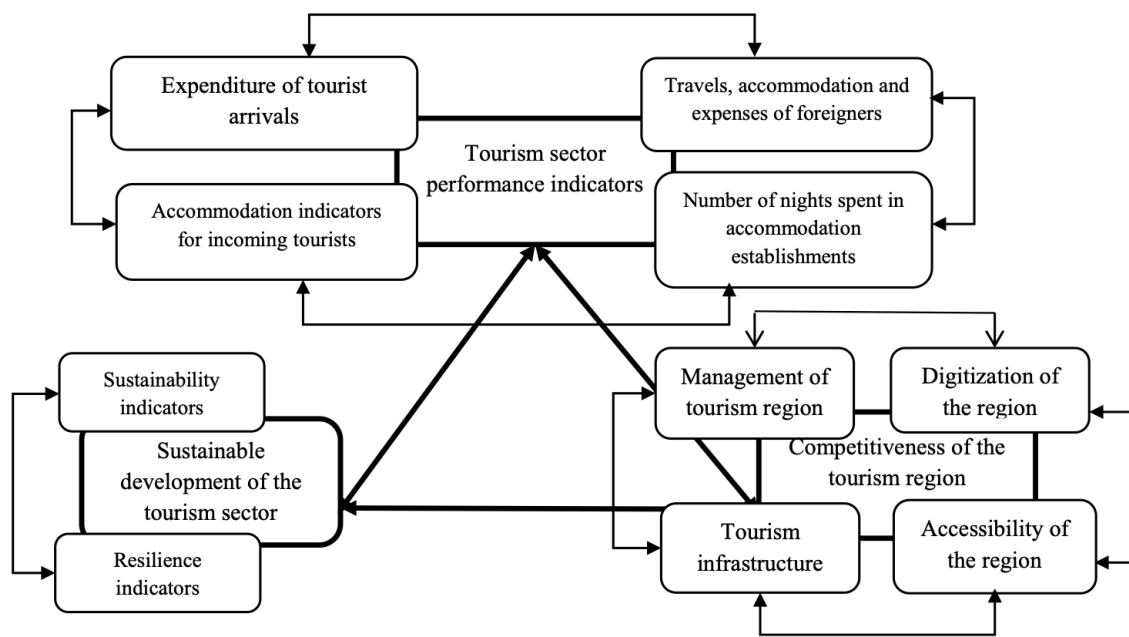 Expenditure of tourist
arrivals
Travels, accommodation and
expenses of foreigners
Tourism sector
performance indicators
Accommodation indicators
for incoming tourists
Number of nights spent in
accommodation
establishments
Sustainability
indicators
Sustainable
development of the
tourism sector
Resilience
indicators
Management of
tourism region
Digitization of
the region
Competitiveness of the
tourism region
Tourism
infrastructure
Accessibility of
the region